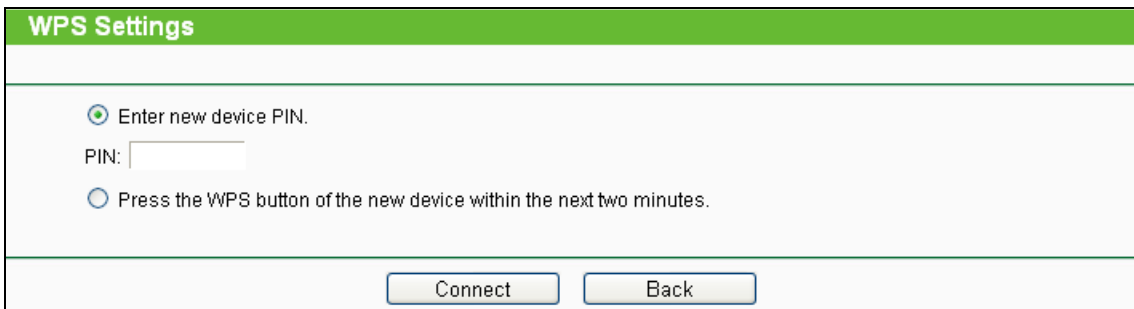 WPS Settings
Enter new device PIN.
PIN:
Press the WPS button of the new device within the next two minutes.
Connect Back